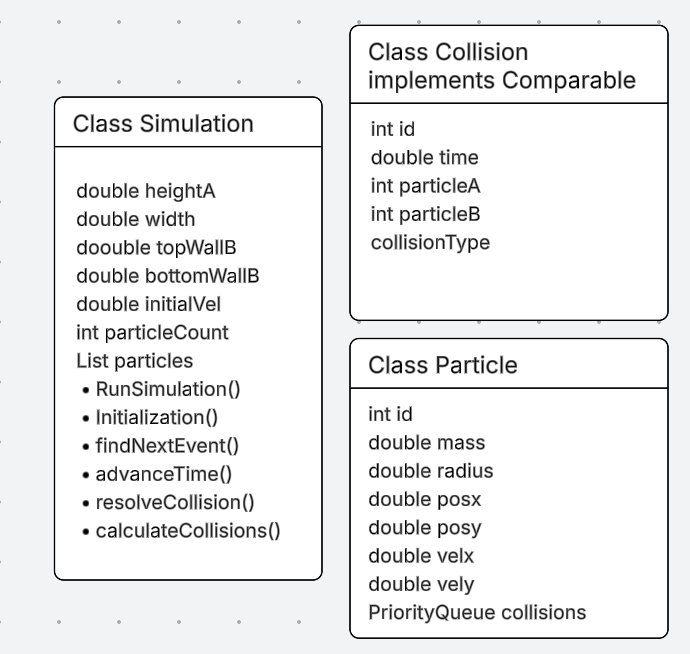 Class Simulation
double heightA
double width
doouble topWallB
double bottomWallB
double initialVel
int particleCount
List particles
• RunSimulation()
• Initialization()
• findNextEvent()
• advanceTime()
• resolveCollision()
• calculateCollisions()
Class Collision
implements Comparable
int id
double time
int particleA
int particleB
collisionType
Class Particle
int id
double mass
double radius
double posx
double posy
double velx
double vely
PriorityQueue collisions